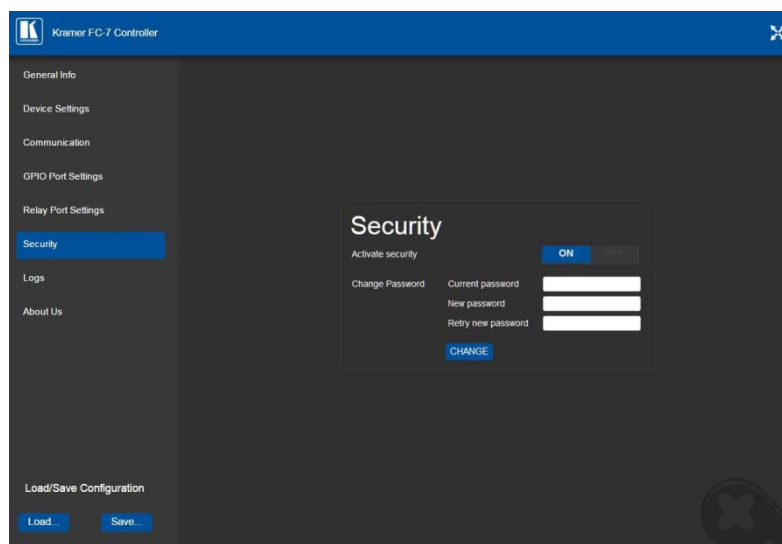 Kramer FC-7 Controller
General Info
Device Settings
Communication
GPIO Port Settings
Relay Port Settings
Security
Logs
About Us
Load/Save Configuration
Load... Save...
Security
Activate security ON OFF
Change Password Current password
New password
Retry new password
CHANGE